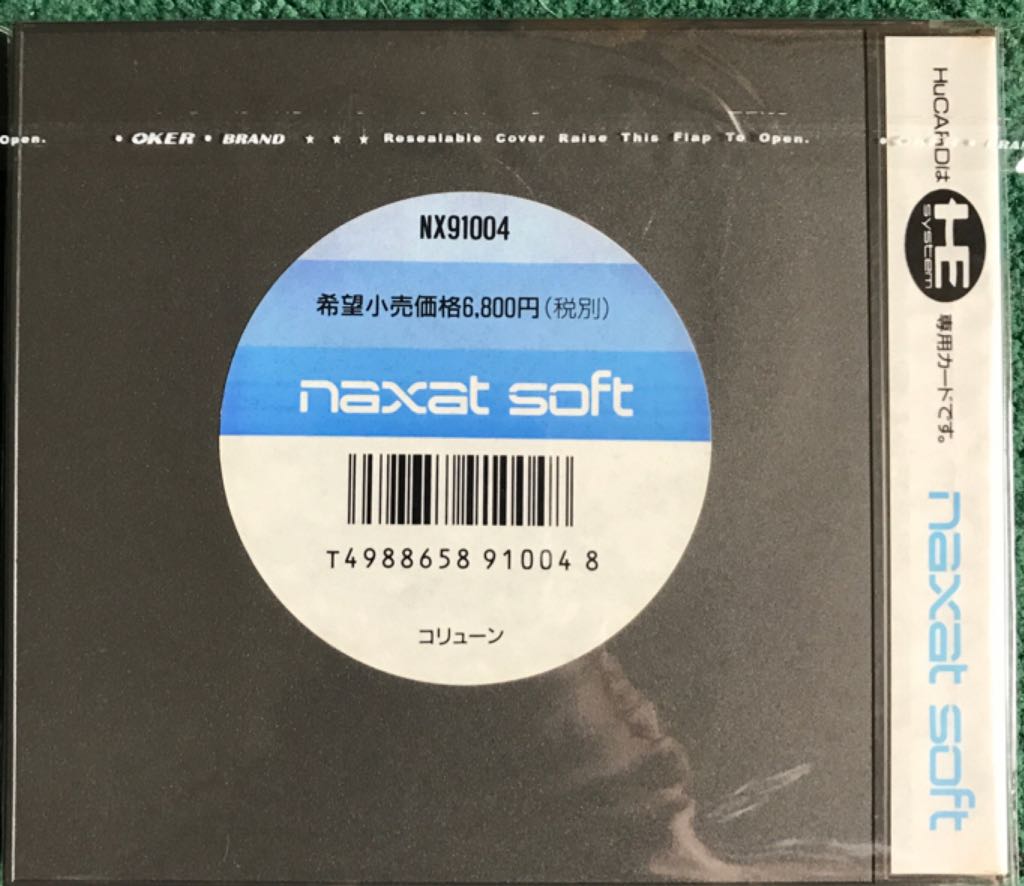 Open.
• OKER • BRAND ★ ★ ★ Resealable Cover Raise This Flap To Open.
NX91004
希望小売価格6,800円(税別)
naxat soft
T4988658 91004 8
コリューン
HuCARDは
HE
system
専用カードです。
naxat soft